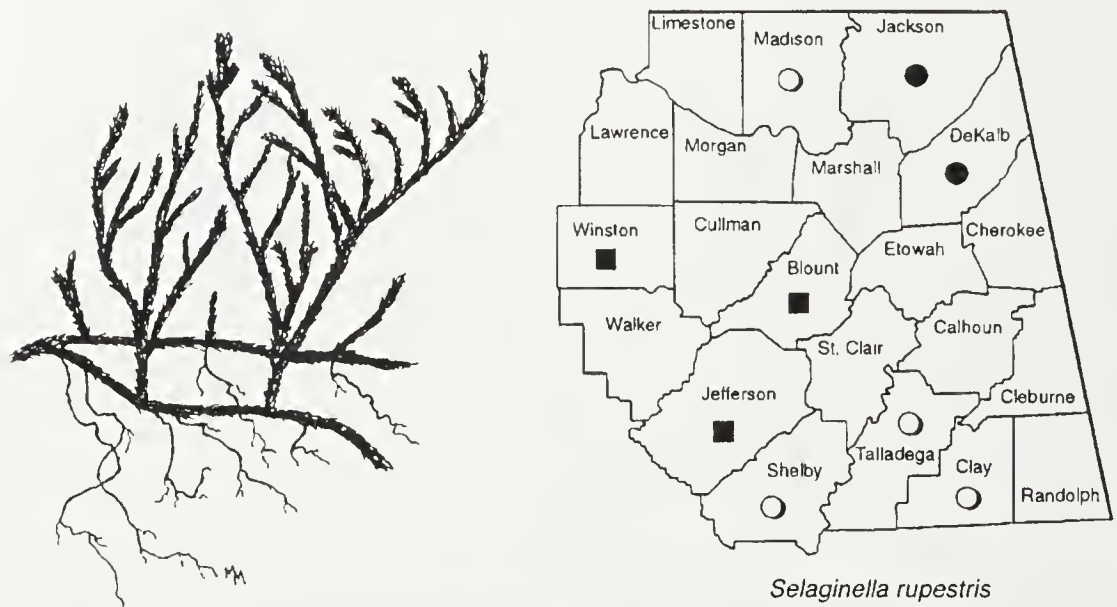 Limestone
Madison
Jackson
Lawrence
Morgan
Marshall
DeKalb
Winston
Cullman
Blount
Etowah
Cherokee
Walker
St. Clair
Calhoun
Jefferson
Cleburne
Shelby
Talladega
Clay
Randolph
MM
Selaginella rupestris